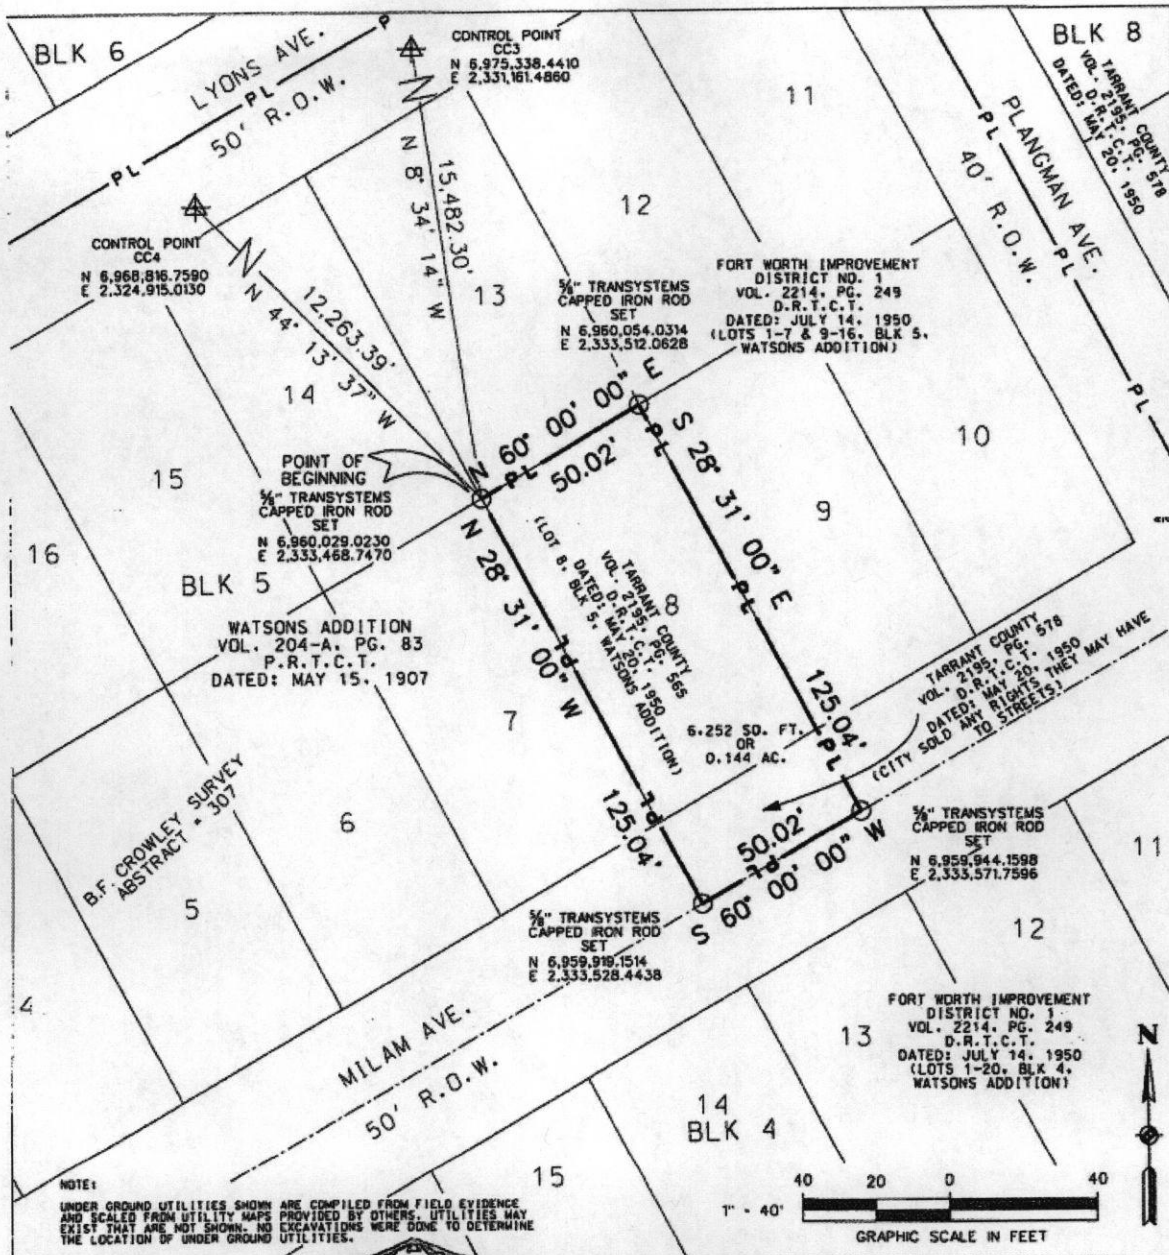 BLK 6
LYONS AVE.
50' R.O.W.
PL
PL
P
CONTROL POINT
CC3
N 6,975,338.4410
E 2,331,161.4860
11
BLK 8
TARRANT COUNTY
VOL. 2195, PG. 578
D.R.T.C.T.
DATED: MAY 20, 1950
PLANGMAN AVE.
40' R.O.W.
PL
PL
PL
CONTROL POINT
CC4
N 6,968,816.7590
E 2,324,915.0130
N 44° 13' 37" W
12,263.39'
N 8° 34' 14" W
15,482.30'
12
13
14
15
16
5/8" TRANSYSTEMS
CAPPED IRON ROD
SET
N 6,960,054.0314
E 2,333,512.0628
FORT WORTH IMPROVEMENT
DISTRICT NO. 1
VOL. 2214, PG. 249
D.R.T.C.T.
DATED: JULY 14, 1950
(LOTS 1-7 & 9-16, BLK 5,
WATSONS ADDITION)
10
9
POINT OF
BEGINNING
5/8" TRANSYSTEMS
CAPPED IRON ROD
SET
N 6,960,029.0230
E 2,333,468.7470
N 60° 00' 00" E
PL
50.02'
S 28° 31' 00" E
PL
PL
PL
125.04'
N 28° 31' 00" W
PL
PL
125.04'
BLK 5
WATSONS ADDITION
VOL. 204-A, PG. 83
P.R.T.C.T.
DATED: MAY 15, 1907
8
TARRANT COUNTY
VOL. 2195, PG. 565
D.R.T.C.T.
DATED: MAY 20, 1950
(LOT 8, BLK 5, WATSONS ADDITION)
6,252 SQ. FT.
OR
0.144 AC.
7
6
5
4
B.F. CROWLEY SURVEY
ABSTRACT # 307
TARRANT COUNTY
VOL. 2195, PG. 578
D.R.T.C.T.
DATED: MAY 20, 1950
(CITY SOLD ANY RIGHTS THEY MAY HAVE
TO STREETS)
50.02'
PL
S 60° 00' 00" W
5/8" TRANSYSTEMS
CAPPED IRON ROD
SET
N 6,959,944.1598
E 2,333,571.7596
5/8" TRANSYSTEMS
CAPPED IRON ROD
SET
N 6,959,919.1514
E 2,333,528.4438
MILAM AVE.
50' R.O.W.
11
12
13
FORT WORTH IMPROVEMENT
DISTRICT NO. 1
VOL. 2214, PG. 249
D.R.T.C.T.
DATED: JULY 14, 1950
(LOTS 1-20, BLK 4,
WATSONS ADDITION)
14
BLK 4
15
N
NOTE:
UNDER GROUND UTILITIES SHOWN ARE COMPILED FROM FIELD EVIDENCE
AND SCALED FROM UTILITY MAPS PROVIDED BY OTHERS. UTILITIES MAY
EXIST THAT ARE NOT SHOWN. NO EXCAVATIONS WERE DONE TO DETERMINE
THE LOCATION OF UNDER GROUND UTILITIES.
40 20 0 40
1" - 40'
GRAPHIC SCALE IN FEET